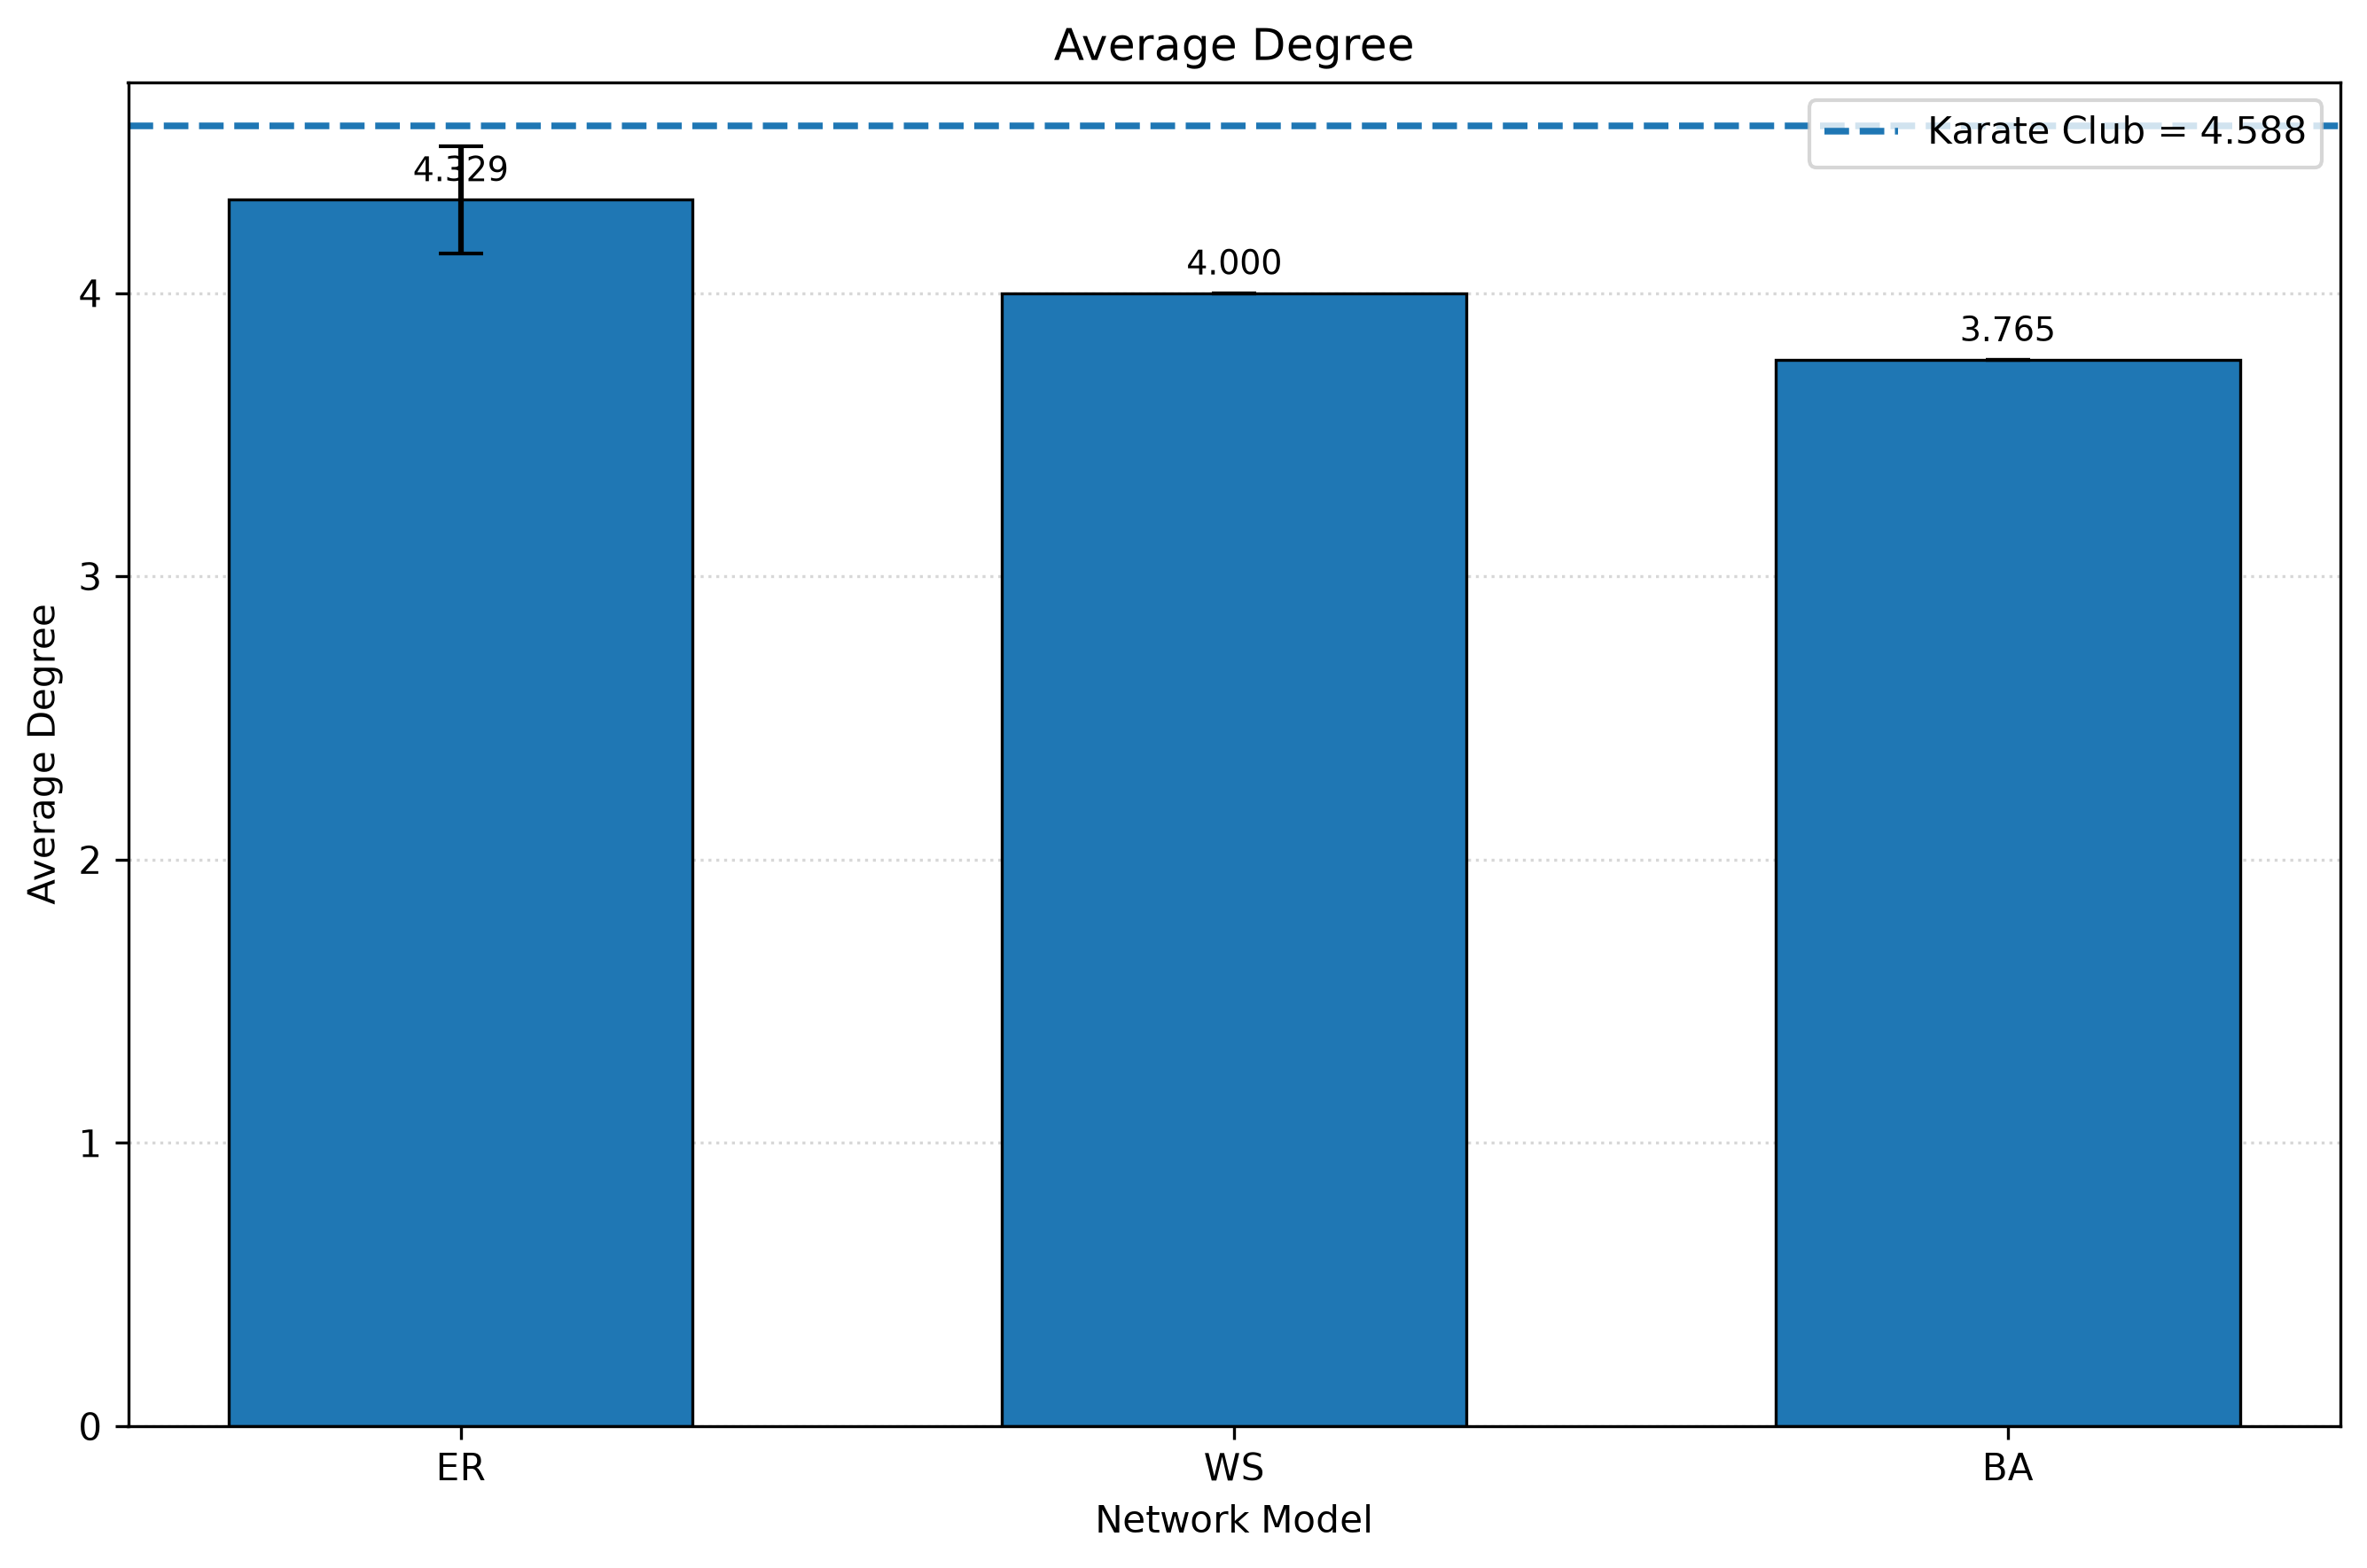 Average Degree
Karate Club = 4.588
4.329
4.000
3.765
4
3
2
1
0
Average Degree
ER
WS
BA
Network Model